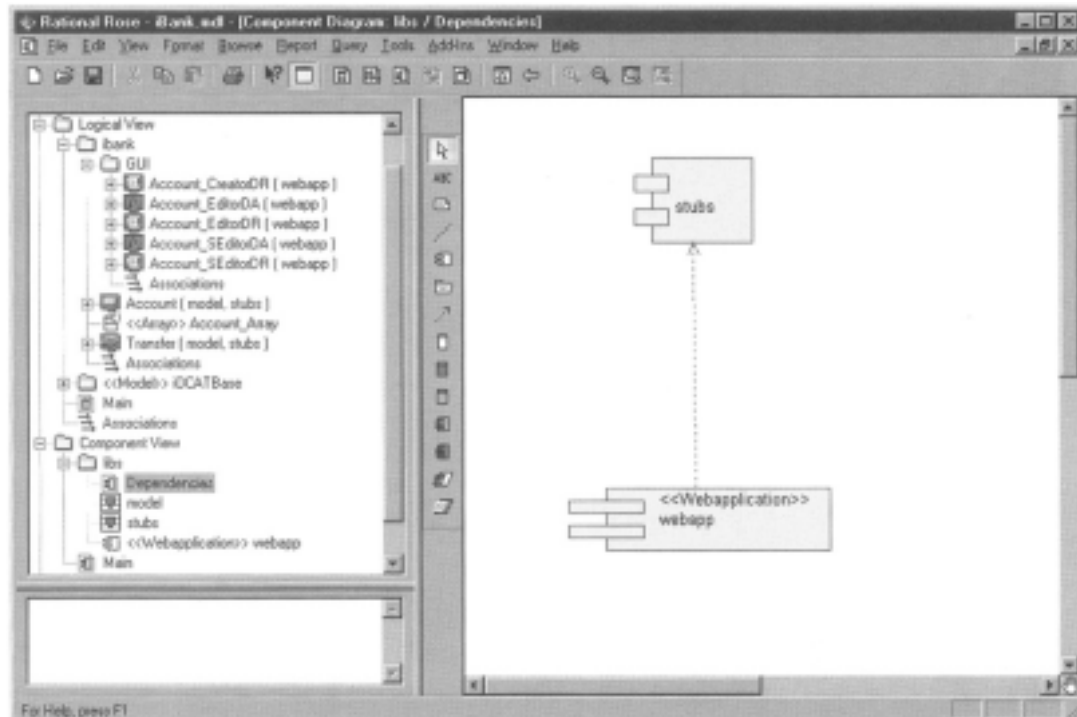 Rational Rose - iBank.mdl - [Component Diagram: libs / Dependencies]
File Edit View Format Browse Report Query Tools Add-Ins Window Help
Logical View
ibank
GUI
Account_CreatorDR ( webapp )
Account_EditorDA ( webapp )
Account_EditorDR ( webapp )
Account_SEditorDA ( webapp )
Account_SEditorDR ( webapp )
Associations
Account ( model, stubs )
<<Array>> Account_Array
Transfer ( model, stubs )
Associations
<<Model>> iOCATBase
Main
Associations
Component View
libs
Dependencies
model
stubs
<<Webapplication>> webapp
Main
ABC
stubs
<<Webapplication>>
webapp
For Help, press F1